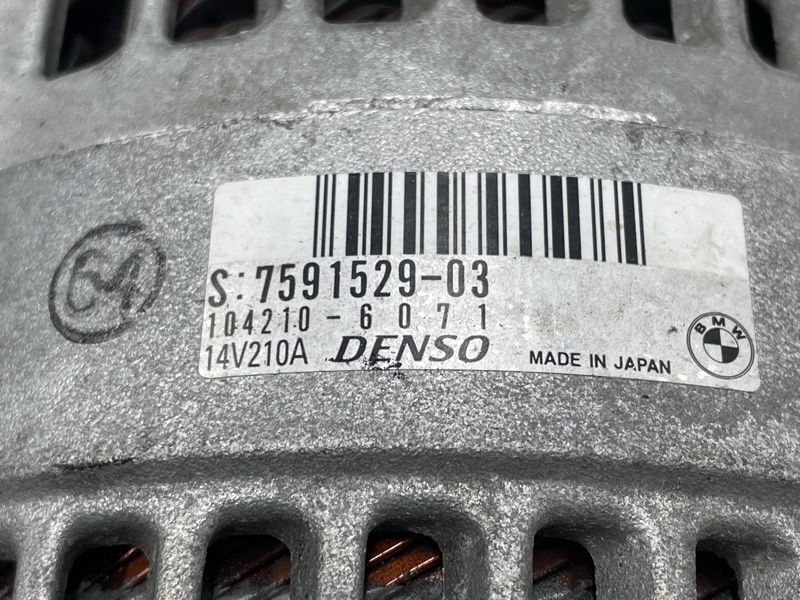 64
S: 7591529-03
104210-6071
14V210A DENSO MADE IN JAPAN
BMW